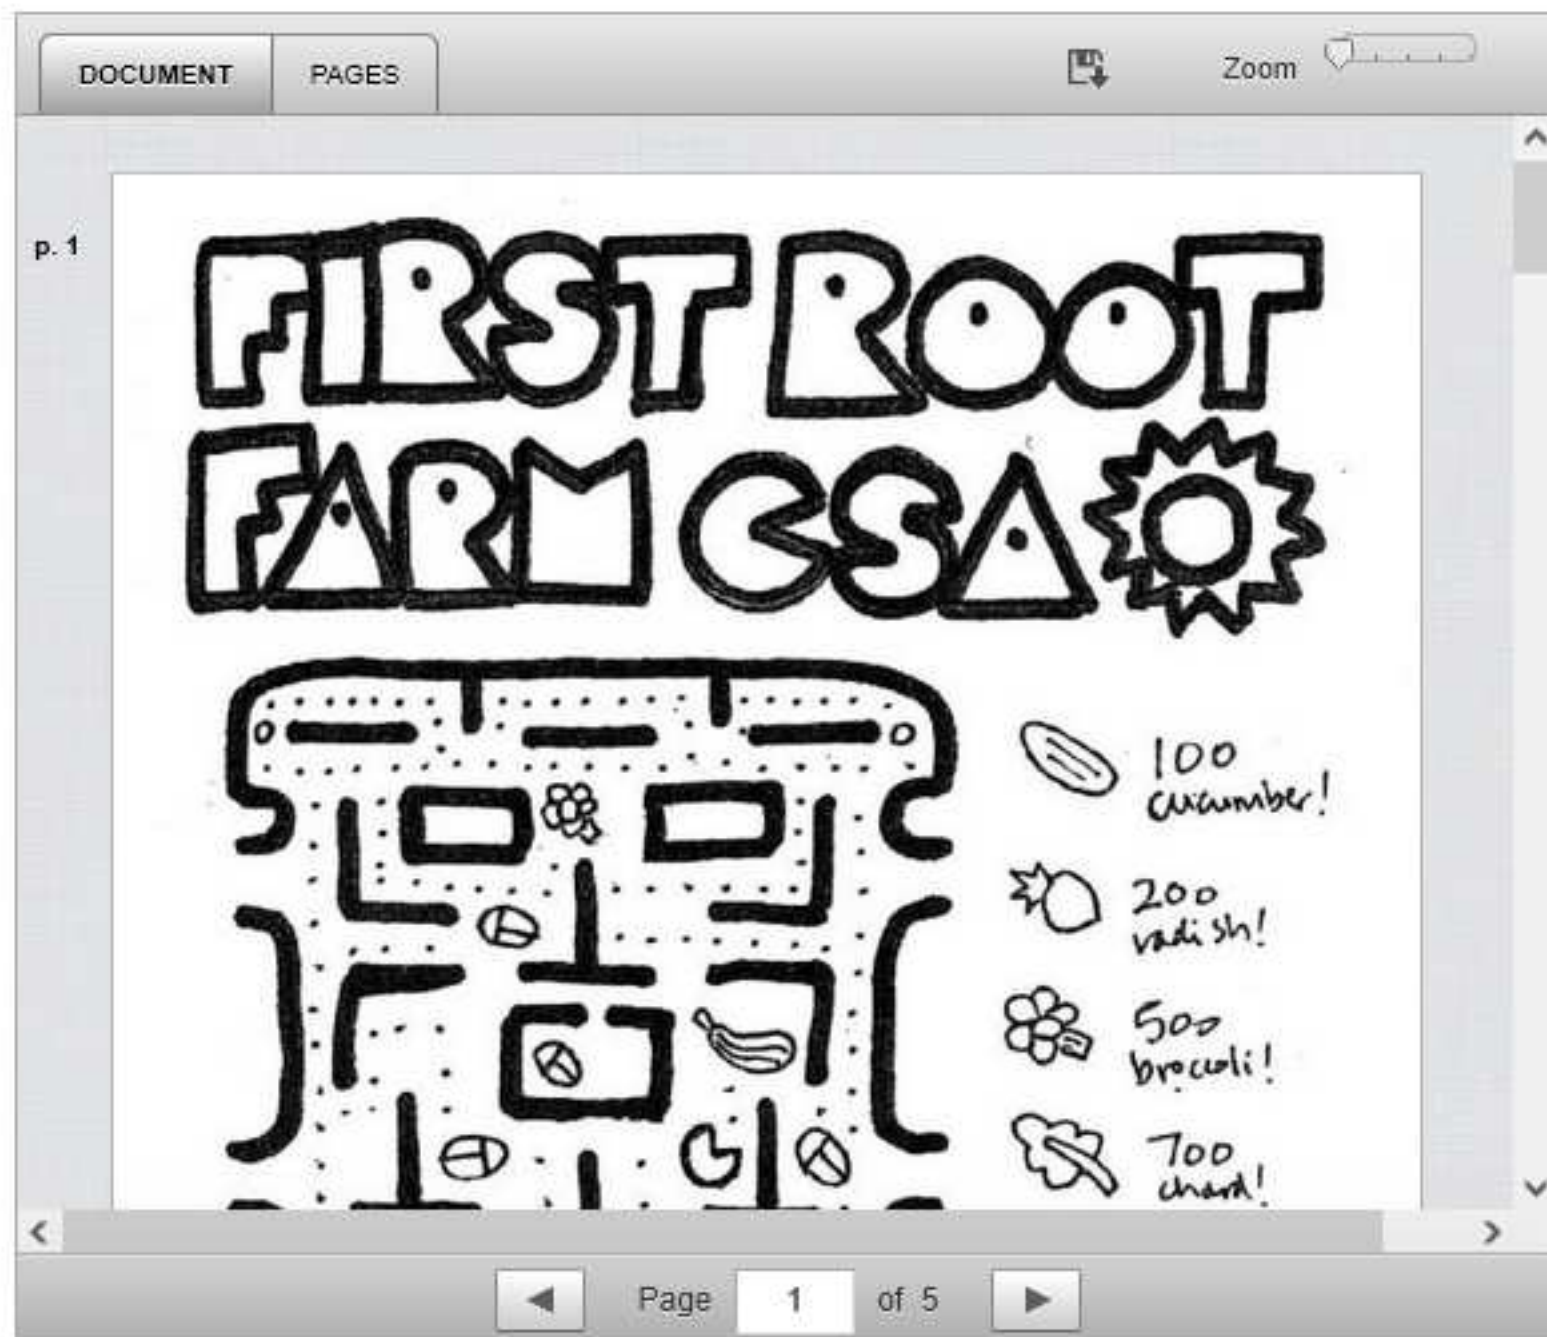 DOCUMENT PAGES Zoom
p. 1
FIRST ROOT
FARM CSA
100
cucumber!
200
radish!
500
broccoli!
700
chard!
Page 1 of 5